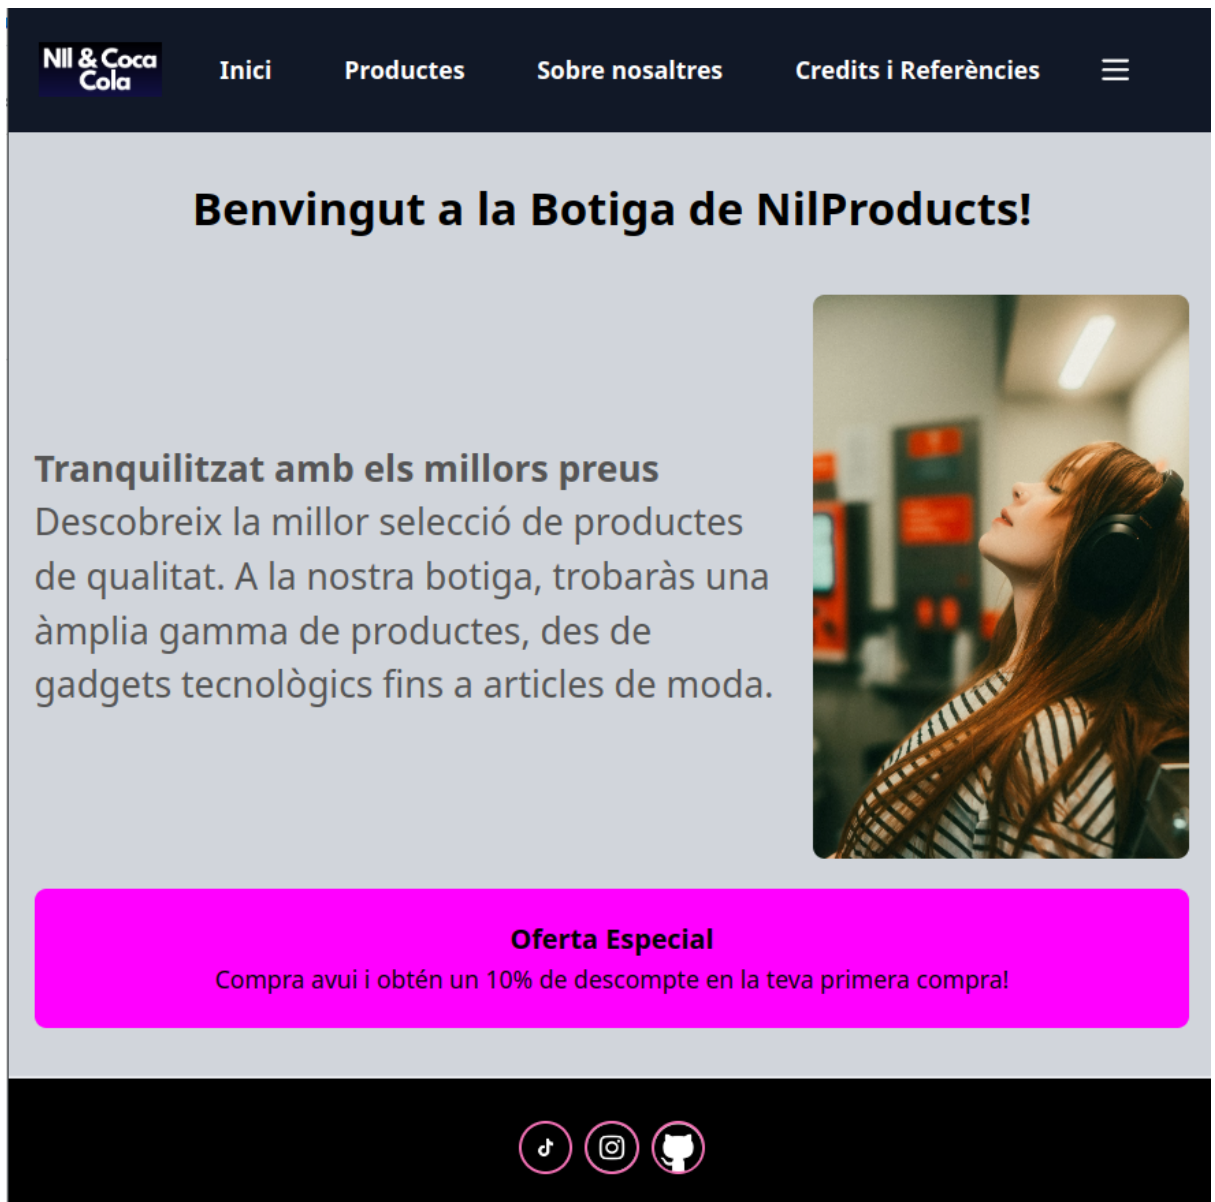 Nil & Coca
Cola
Inici
Productes
Sobre nosaltres
Credits i Referències
Benvingut a la Botiga de NilProducts!
Tranquilitzat amb els millors preus
Descobreix la millor selecció de productes
de qualitat. A la nostra botiga, trobaràs una
àmplia gamma de productes, des de
gadgets tecnològics fins a articles de moda.
Oferta Especial
Compra avui i obtén un 10% de descompte en la teva primera compra!